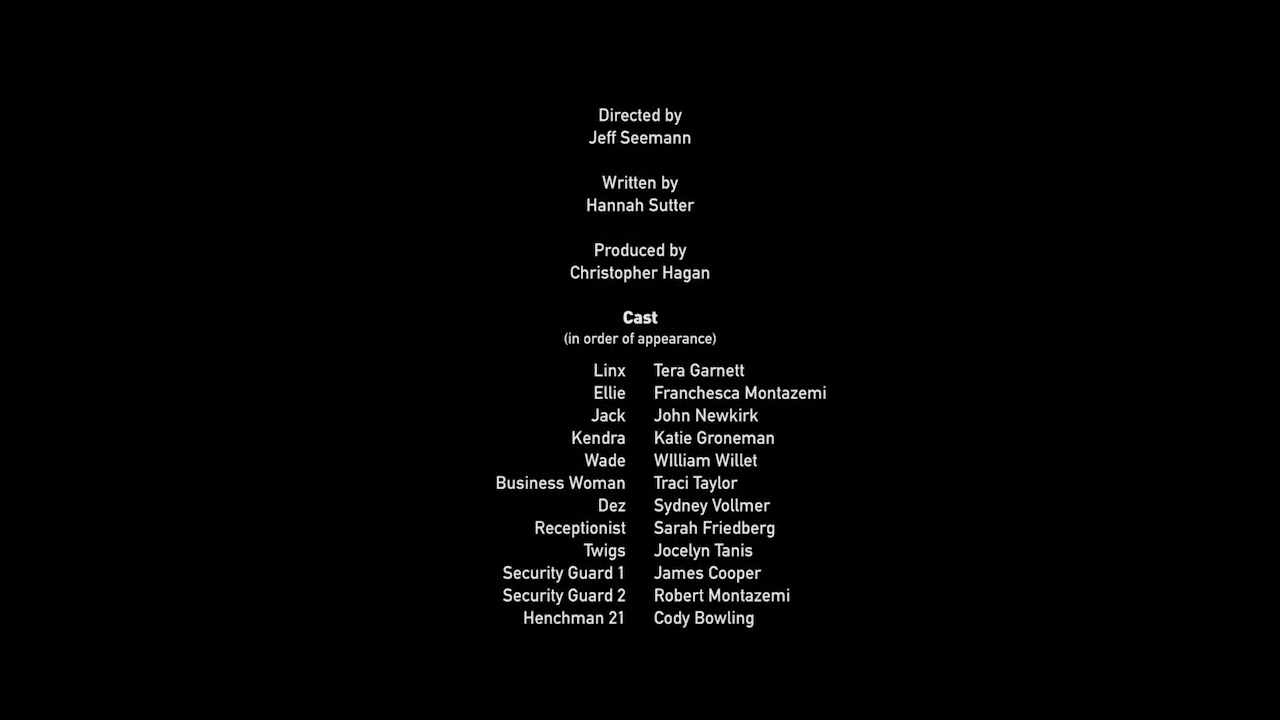 Directed by
Jeff Seemann
Written by
Hannah Sutter
Produced by
Christopher Hagan
Cast
(in order of appearance)
Linx Tera Garnett
Ellie Franchesca Montazemi
Jack John Newkirk
Kendra Katie Groneman
Wade WIlliam Willet
Business Woman Traci Taylor
Dez Sydney Vollmer
Receptionist Sarah Friedberg
Twigs Jocelyn Tanis
Security Guard 1 James Cooper
Security Guard 2 Robert Montazemi
Henchman 21 Cody Bowling